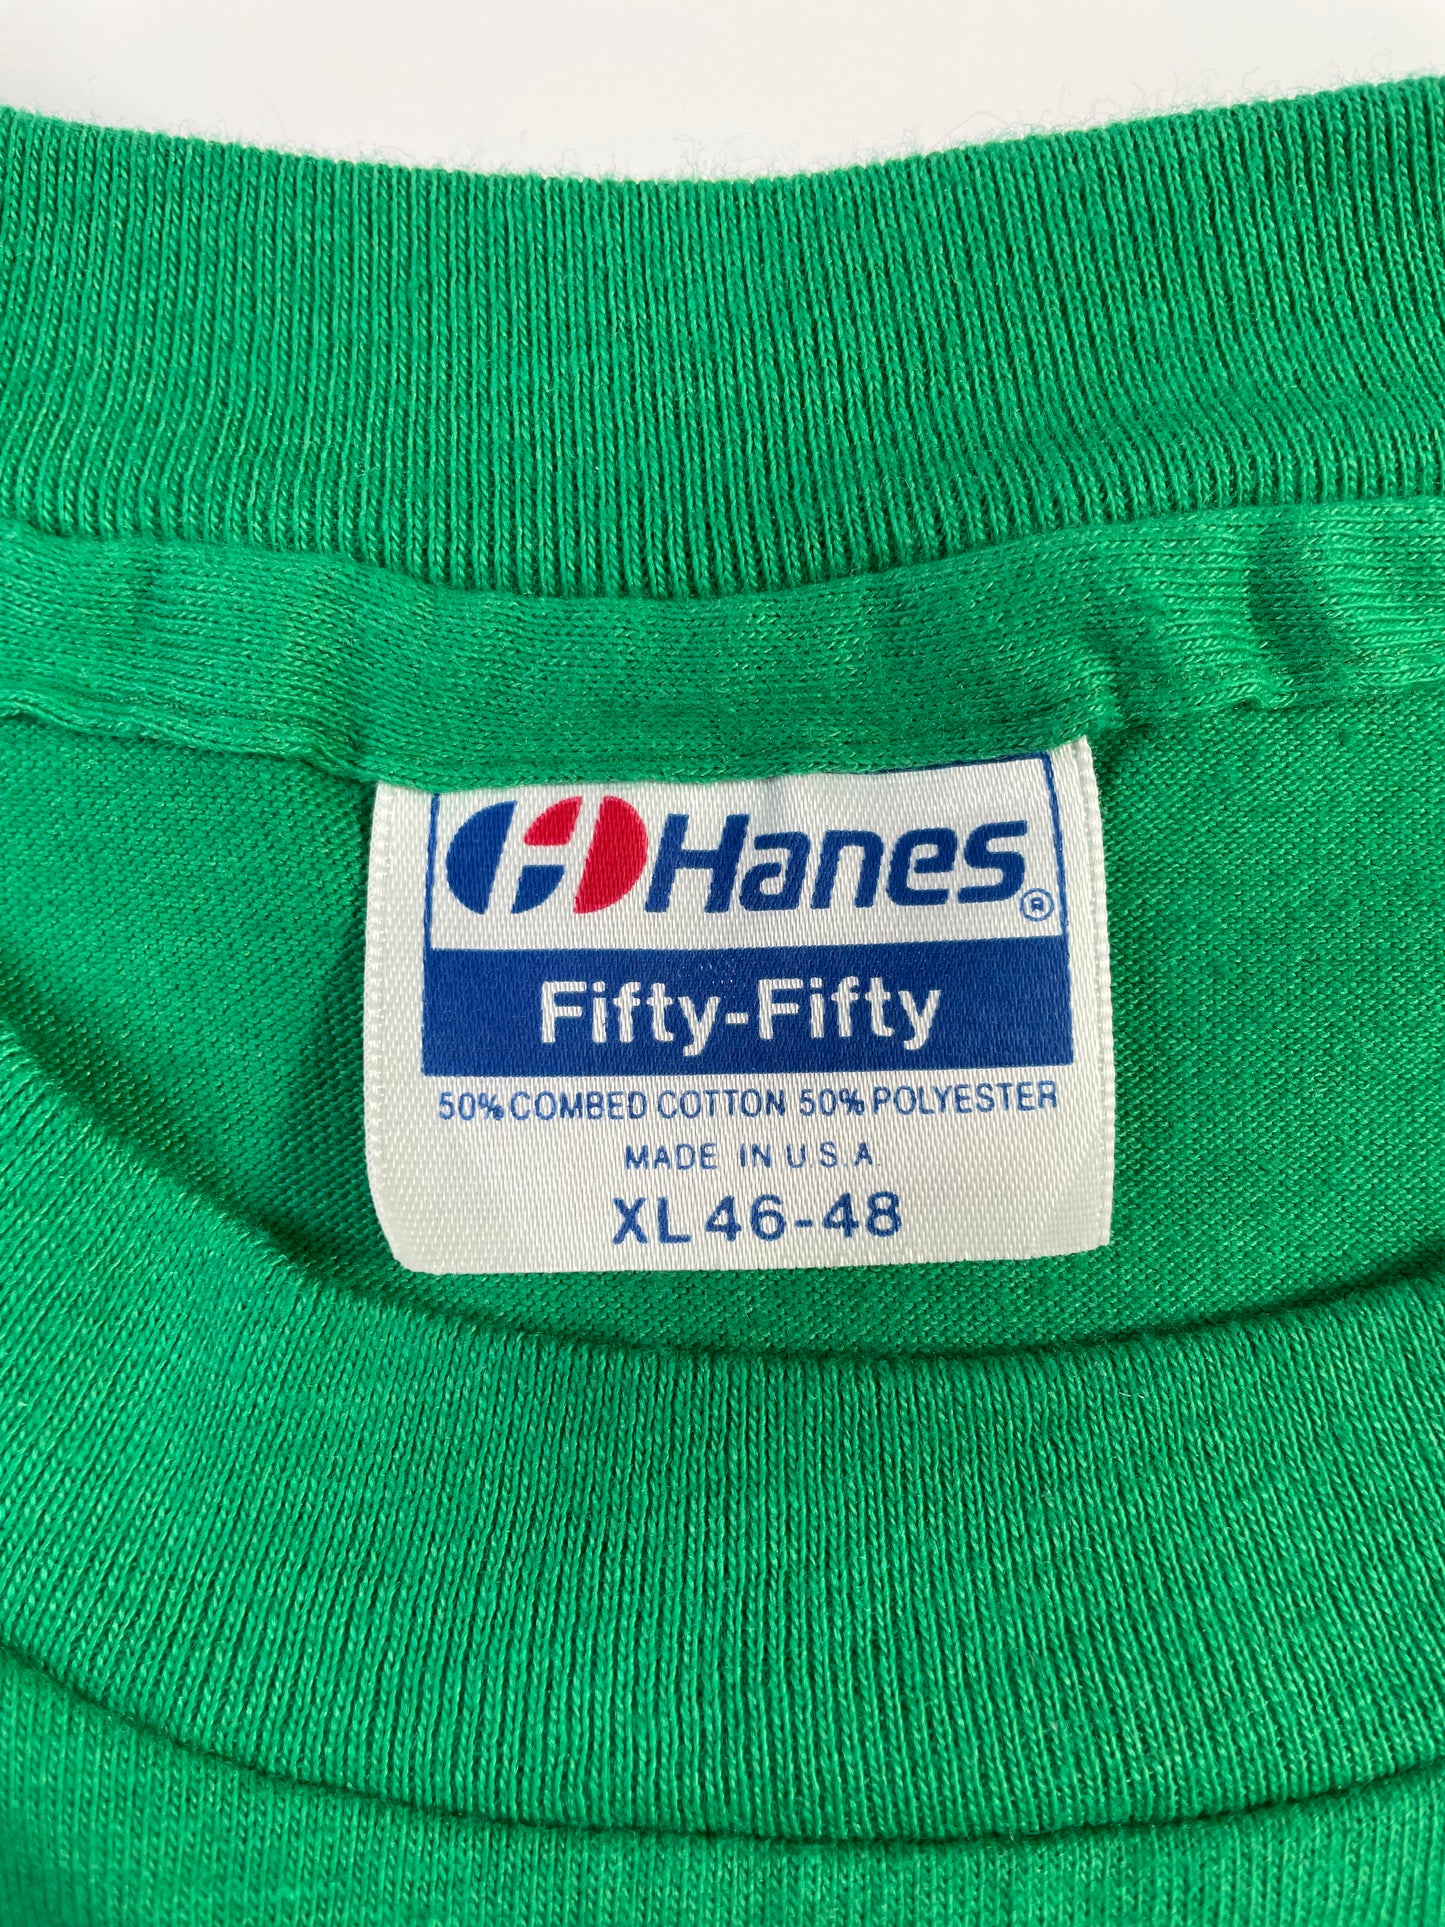 Hanes®
Fifty-Fifty
50% COMBED COTTON 50% POLYESTER
MADE IN U.S.A.
XL 46-48